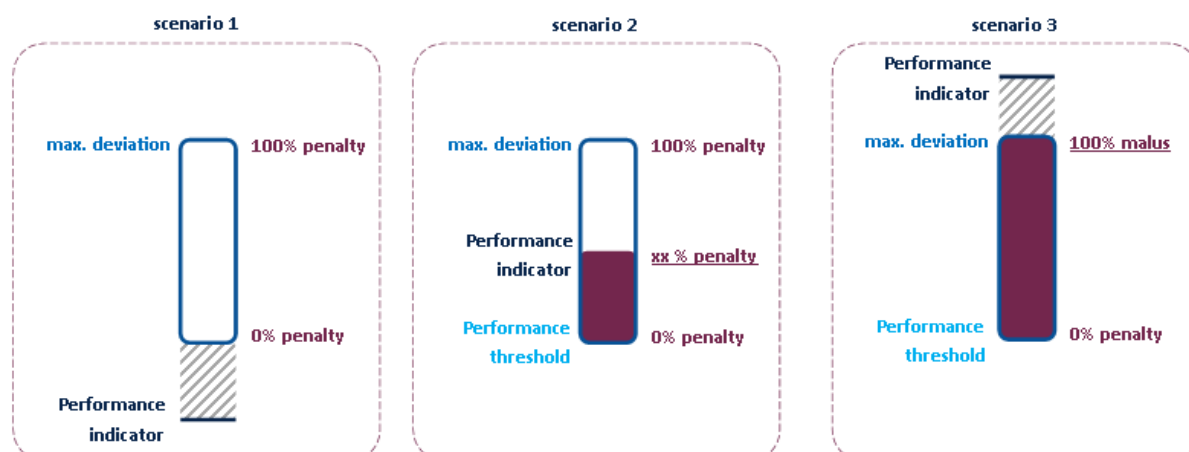 scenario 1
max. deviation
100% penalty
0% penalty
Performance
indicator
scenario 2
max. deviation
100% penalty
Performance
indicator
xx % penalty
Performance
threshold
0% penalty
scenario 3
Performance
indicator
max. deviation
100% malus
Performance
threshold
0% penalty